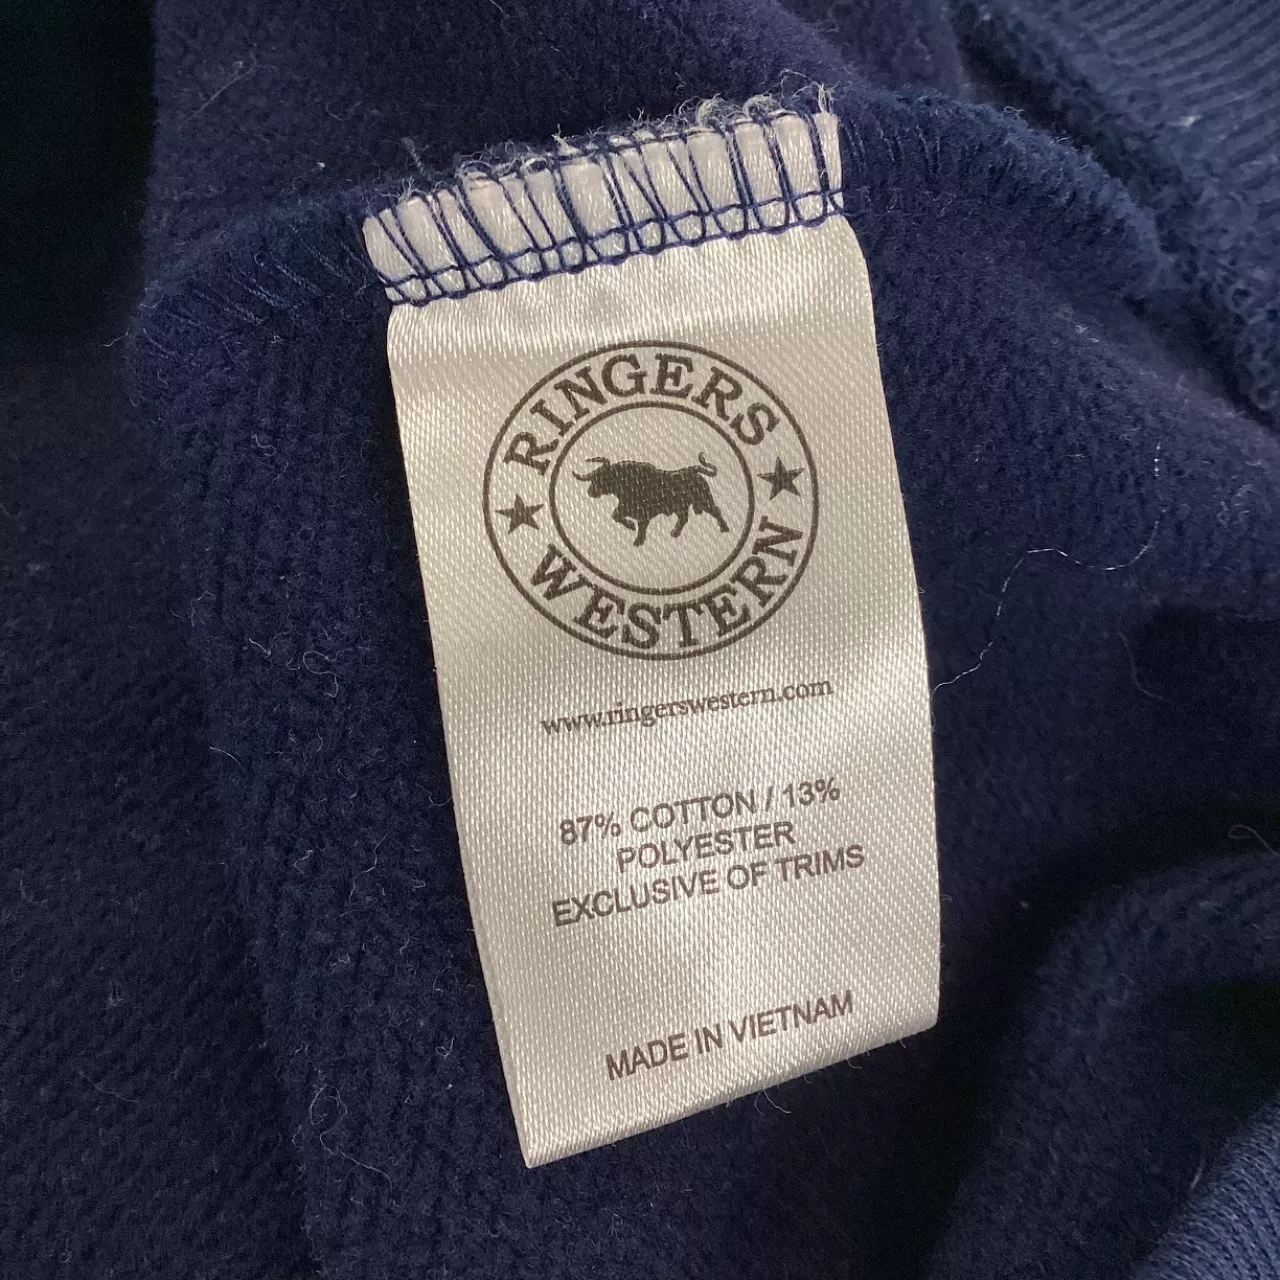 RINGERS
WESTERN
www.ringerswestern.com
87% COTTON / 13%
POLYESTER
EXCLUSIVE OF TRIMS
MADE IN VIETNAM